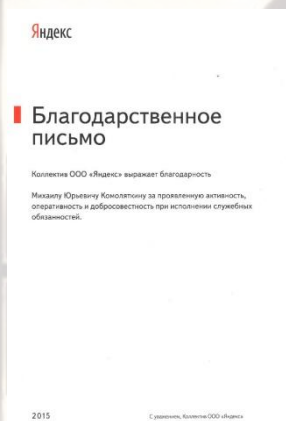 Яндекс
Благодарственное
письмо
Коллектив ООО «Яндекс» выражает благодарность
Михаилу Юрьевичу Комоляткину за проявленную активность,
оперативность и добросовестность при исполнении служебных
обязанностей.
2015
С уважением, Коллектив ООО «Яндекс»